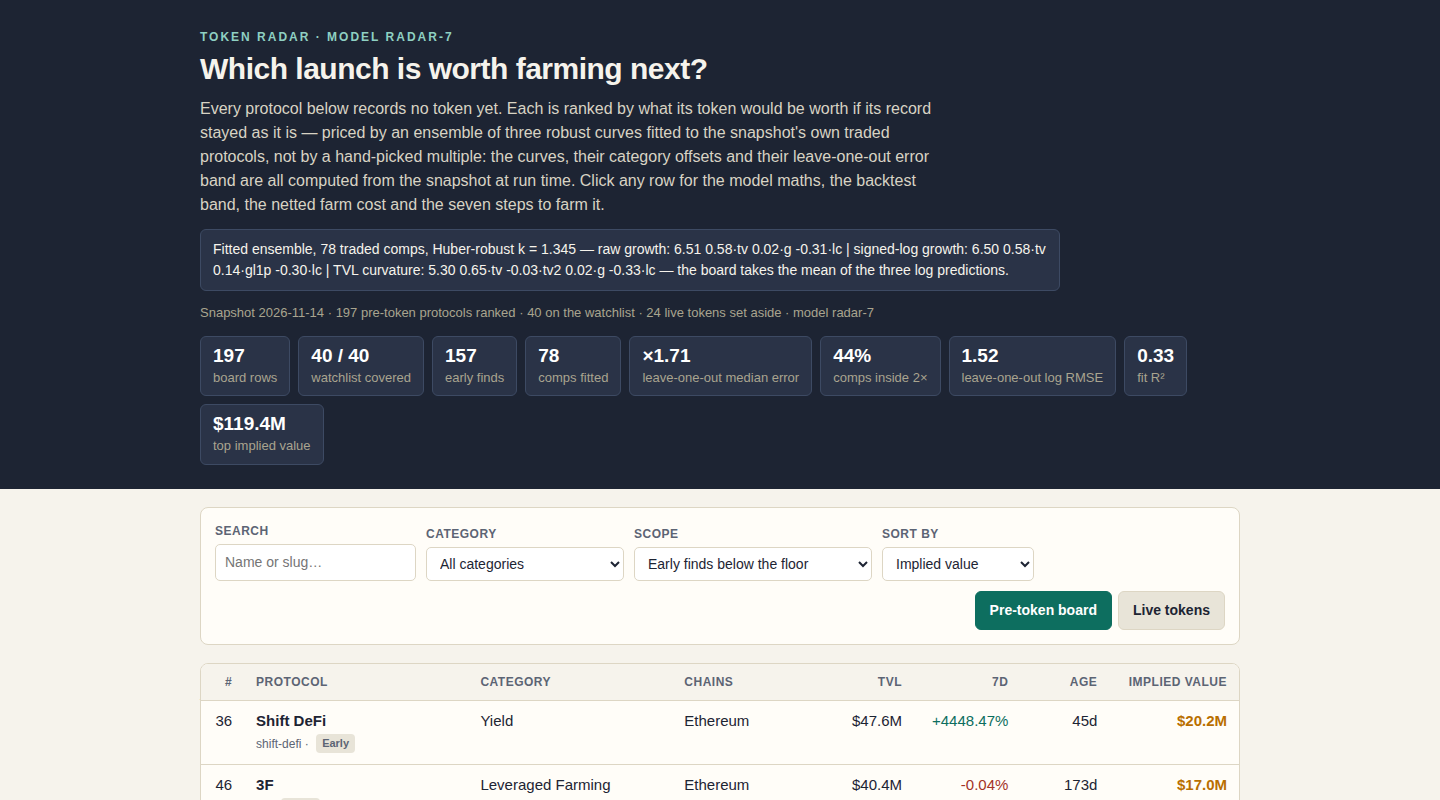 TOKEN RADAR · MODEL RADAR-7
Which launch is worth farming next?
Every protocol below records no token yet. Each is ranked by what its token would be worth if its record
stayed as it is — priced by an ensemble of three robust curves fitted to the snapshot's own traded
protocols, not by a hand-picked multiple: the curves, their category offsets and their leave-one-out error
band are all computed from the snapshot at run time. Click any row for the model maths, the backtest
band, the netted farm cost and the seven steps to farm it.
Fitted ensemble, 78 traded comps, Huber-robust k = 1.345 — raw growth: 6.51 0.58·tv 0.02·g -0.31·lc | signed-log growth: 6.50 0.58·tv
0.14·gl1p -0.30·lc | TVL curvature: 5.30 0.65·tv -0.03·tv2 0.02·g -0.33·lc — the board takes the mean of the three log predictions.
Snapshot 2026-11-14 · 197 pre-token protocols ranked · 40 on the watchlist · 24 live tokens set aside · model radar-7
197 40 / 40 157 78 ×1.71 44% 1.52 0.33
board rows watchlist covered early finds comps fitted leave-one-out median error comps inside 2× leave-one-out log RMSE fit R²
$119.4M
top implied value
SEARCH CATEGORY SCOPE SORT BY
Name or slug… All categories Early finds below the floor Implied value
Pre-token board Live tokens
# PROTOCOL CATEGORY CHAINS TVL 7D AGE IMPLIED VALUE
36 Shift DeFi Yield Ethereum $47.6M +4448.47% 45d $20.2M
shift-defi · Early
46 3F Leveraged Farming Ethereum $40.4M -0.04% 173d $17.0M